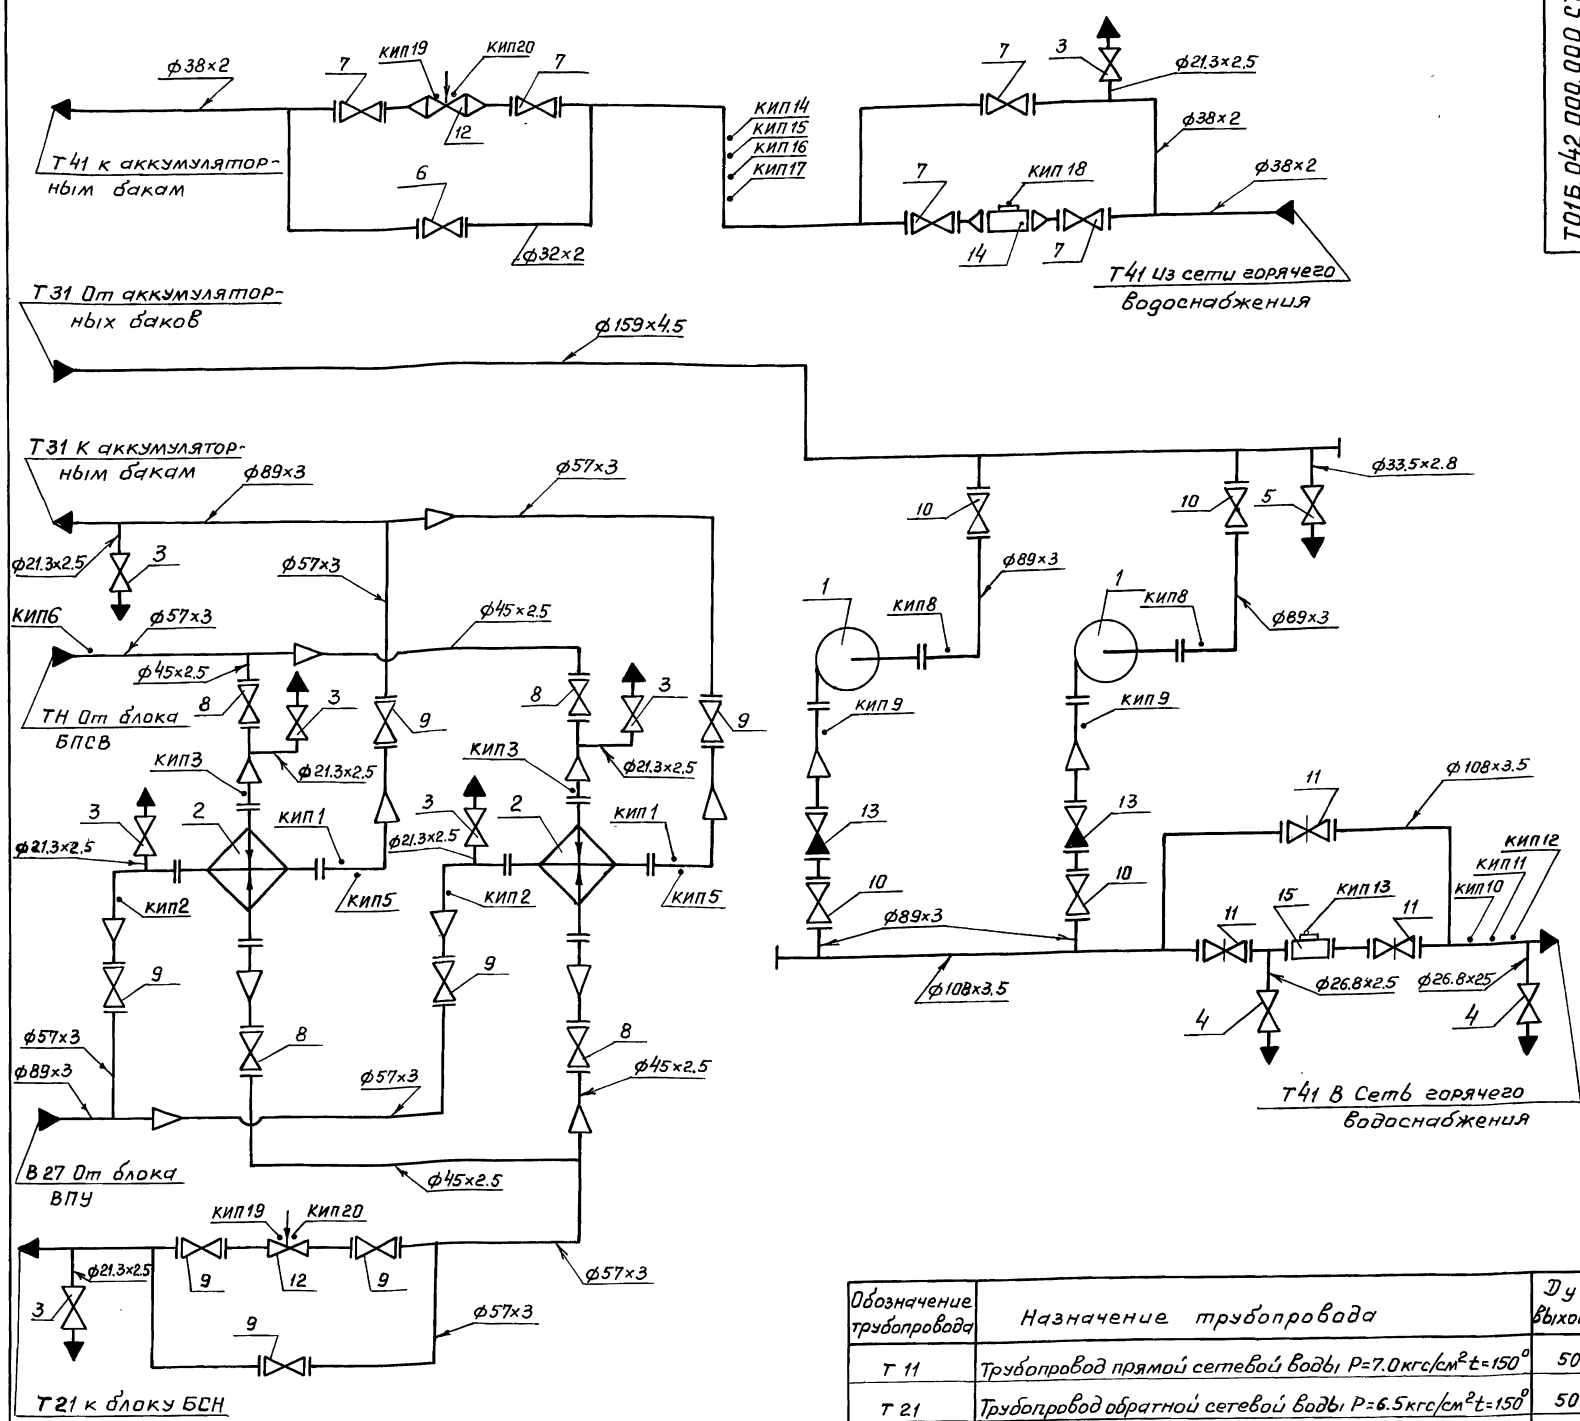 Т01Б 042 000.000 С
КИП19
КИП20
7
7
ф38×2
12
Т41 к аккумулятор-
ным бакам
6
ф32×2
КИП14
КИП15
КИП16
КИП17
7
3
ф21.3×2.5
ф38×2
7
КИП 18
ф38×2
14
7
Т41 Из сети горячего
водоснабжения
Т31 От аккумулятор-
ных баков
ф159×4.5
Т31 К аккумулятор-
ным бакам
ф89×3
ф57×3
ф21.3×2.5
3
ф57×3
КИП6
ф57×3
ф45×2.5
ф45×2.5
8
3
9
8
3
9
ТН От блока
БПСВ
КИП3
ф21.3×2.5
КИП3
ф21.3×2.5
3
2
КИП1
3
2
КИП1
ф21.3×2.5
ф21.3×2.5
КИП2
КИП5
КИП2
КИП5
9
9
8
8
ф57×3
ф89×3
ф57×3
ф45×2.5
В27 От блока
ВПУ
ф45×2.5
КИП19
КИП20
ф21.3×2.5
9
12
9
ф57×3
3
9
ф57×3
Т21 к блоку БСН
10
10
5
ф33.5×2.8
1
КИП8
ф89×3
1
КИП8
ф89×3
КИП9
КИП9
13
13
10
10
ф89×3
ф108×3.5
11
ф108×3.5
11
15
КИП13
11
КИП10
КИП11
КИП12
ф26.8×2.5
ф26.8×25
4
4
Т41 В Сеть горячего
водоснабжения
Обозначение трубопровода
Назначение трубопровода
Ду
Т 11
Трубопровод прямой сетевой воды Р=7.0кгс/см² t=150°
50
Т 21
Трубопровод обратной сетевой воды Р=6.5кгс/см² t=150°
50